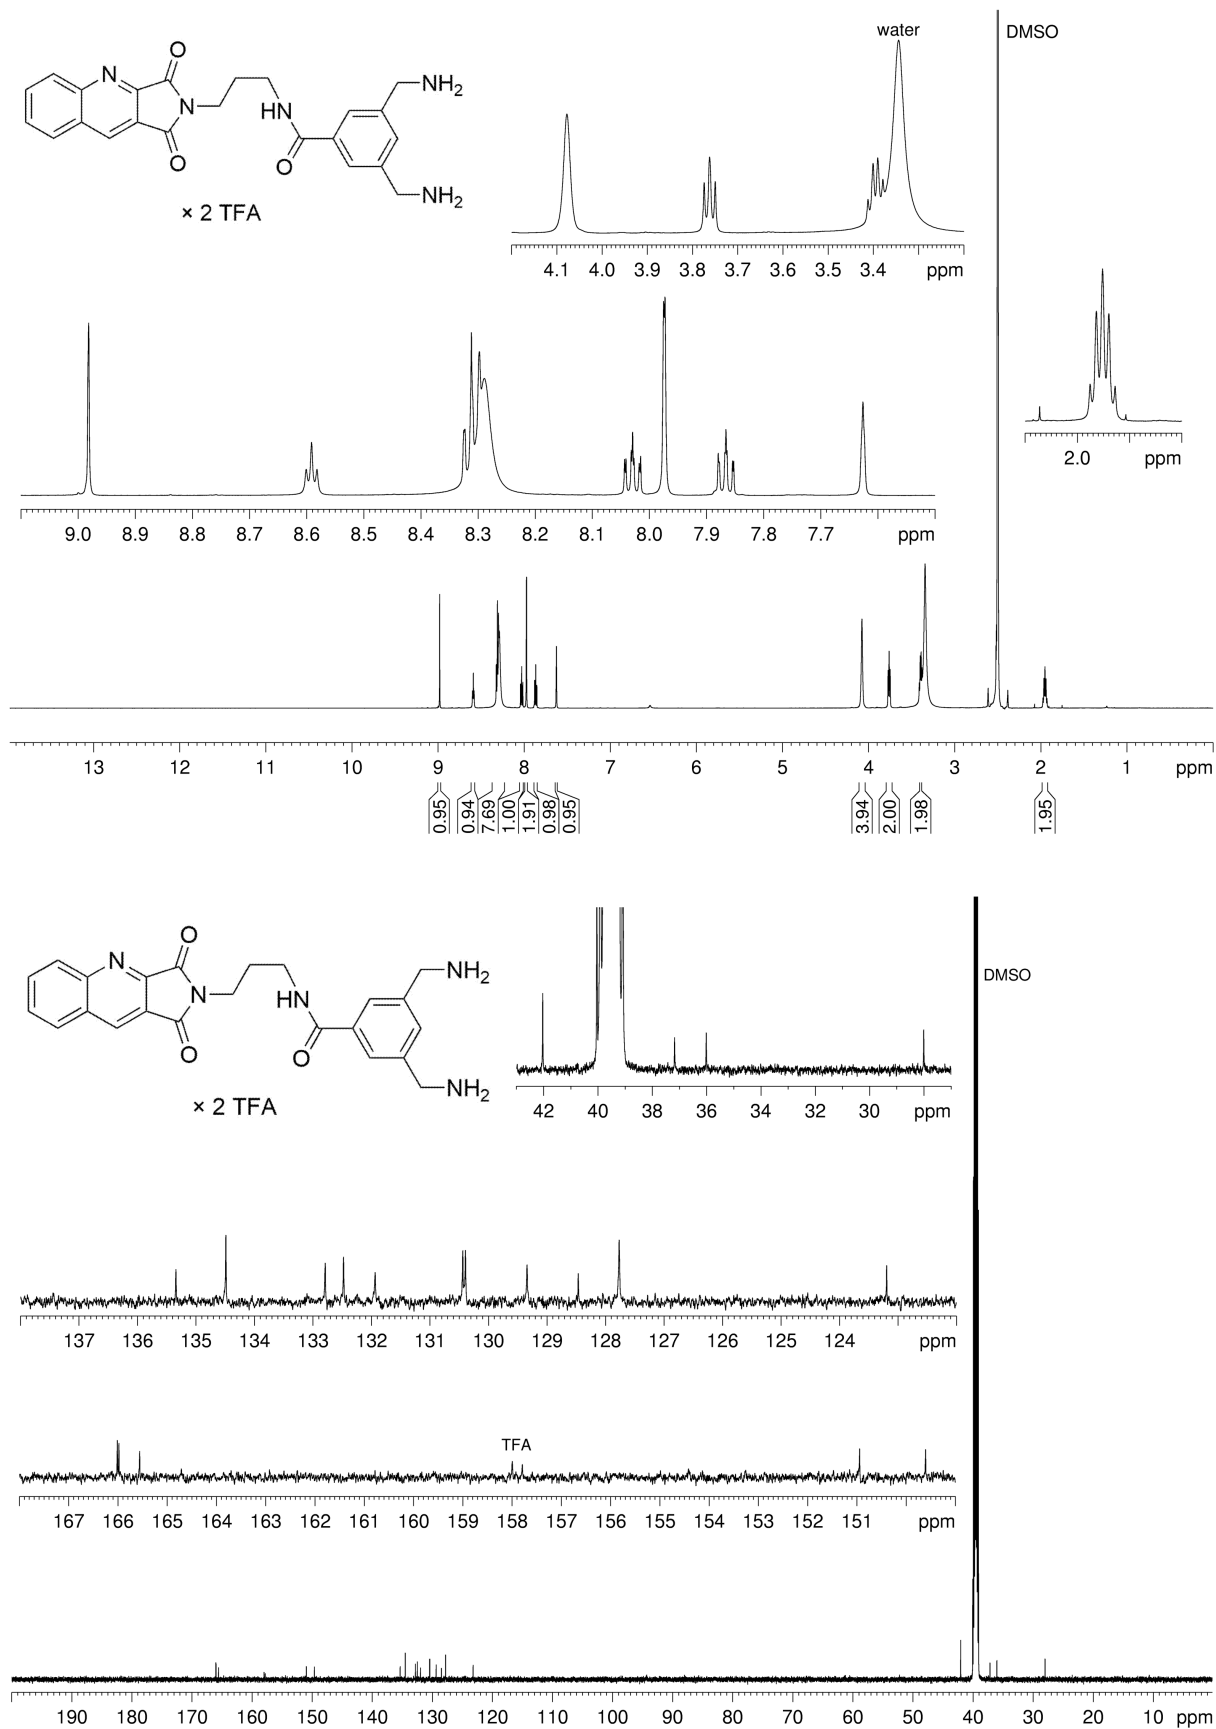 O
N
NH2
HN
N
O
O
NH2
× 2 TFA
water
DMSO
4.1 4.0 3.9 3.8 3.7 3.6 3.5 3.4 ppm
2.0 ppm
9.0 8.9 8.8 8.7 8.6 8.5 8.4 8.3 8.2 8.1 8.0 7.9 7.8 7.7 ppm
13 12 11 10 9 8 7 6 5 4 3 2 1 ppm
0.95 0.94 7.69 1.00 1.91 0.98 0.95 3.94 2.00 1.98 1.95
O
N
NH2
HN
N
O
O
NH2
× 2 TFA
DMSO
42 40 38 36 34 32 30 ppm
137 136 135 134 133 132 131 130 129 128 127 126 125 124 ppm
TFA
167 166 165 164 163 162 161 160 159 158 157 156 155 154 153 152 151 ppm
190 180 170 160 150 140 130 120 110 100 90 80 70 60 50 40 30 20 10 ppm